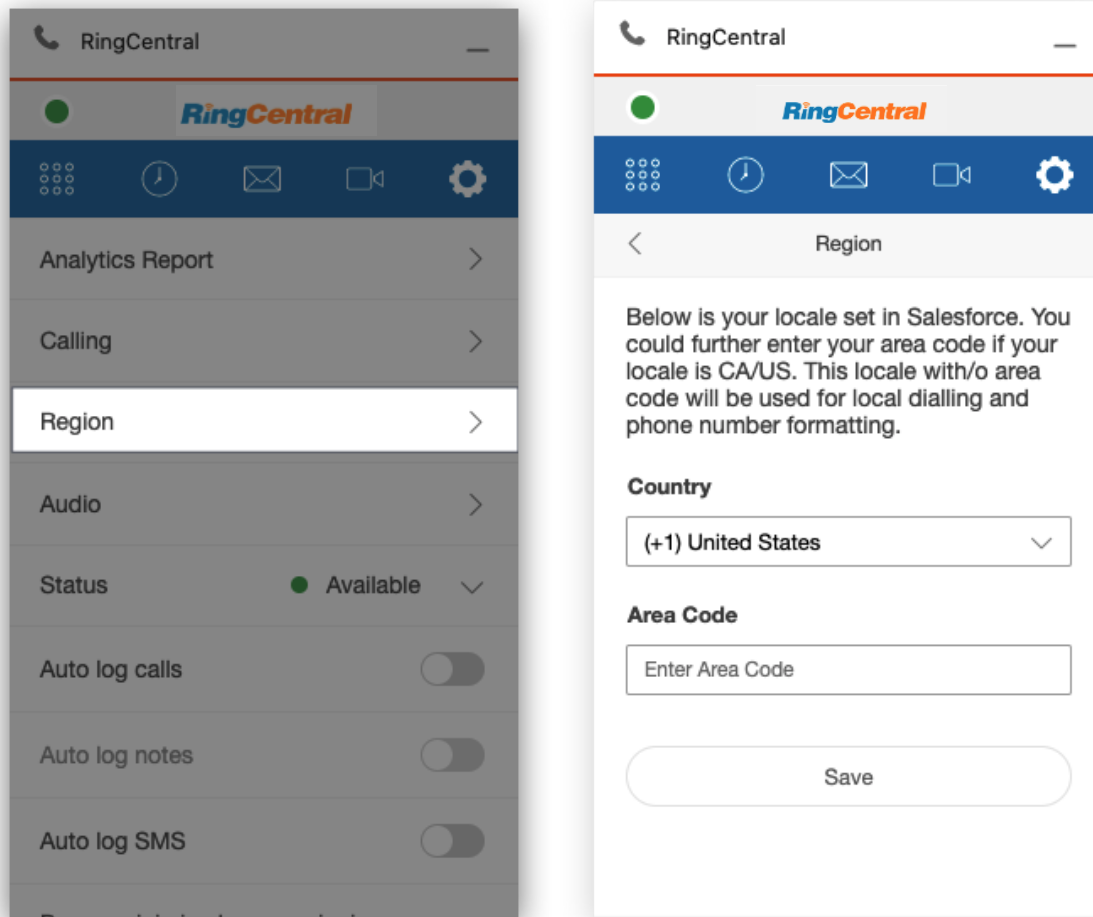 RingCentral
RingCentral
Analytics Report
Calling
Region
Audio
Status Available
Auto log calls
Auto log notes
Auto log SMS
RingCentral
RingCentral
Region
Below is your locale set in Salesforce. You
could further enter your area code if your
locale is CA/US. This locale with/o area
code will be used for local dialling and
phone number formatting.
Country
(+1) United States
Area Code
Enter Area Code
Save